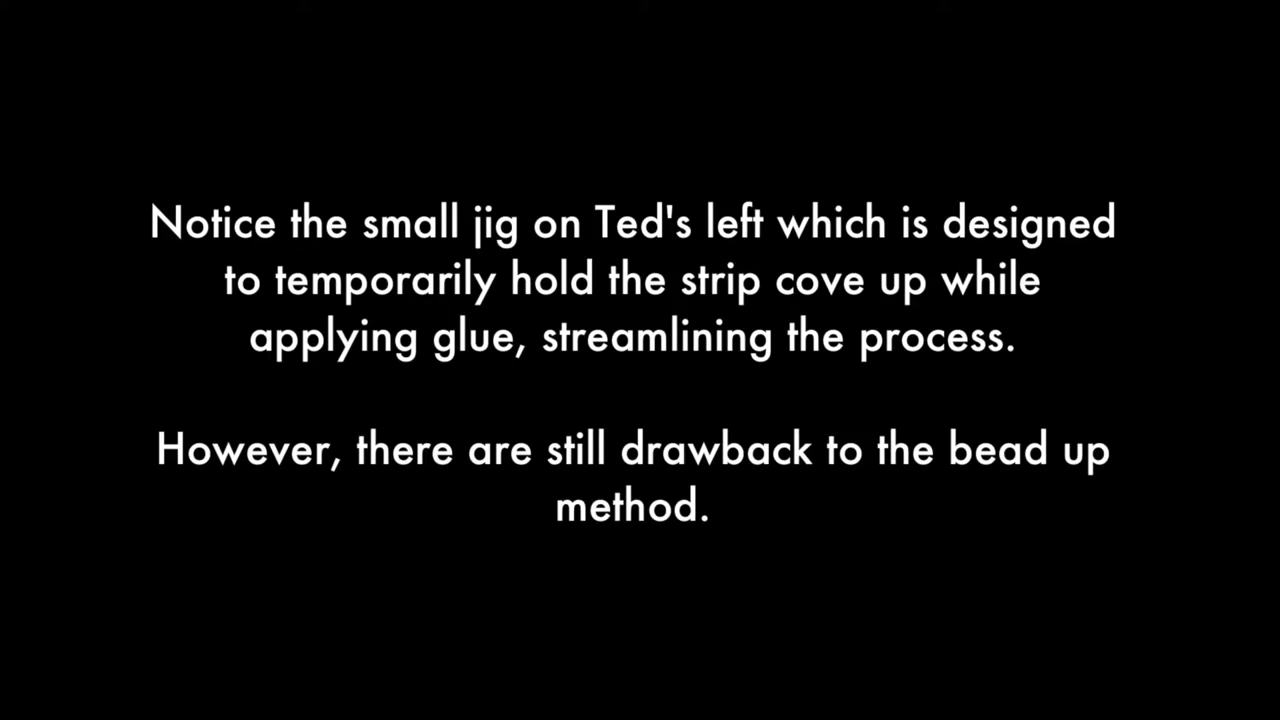 Notice the small jig on Ted's left which is designed
to temporarily hold the strip cove up while
applying glue, streamlining the process.
However, there are still drawback to the bead up
method.